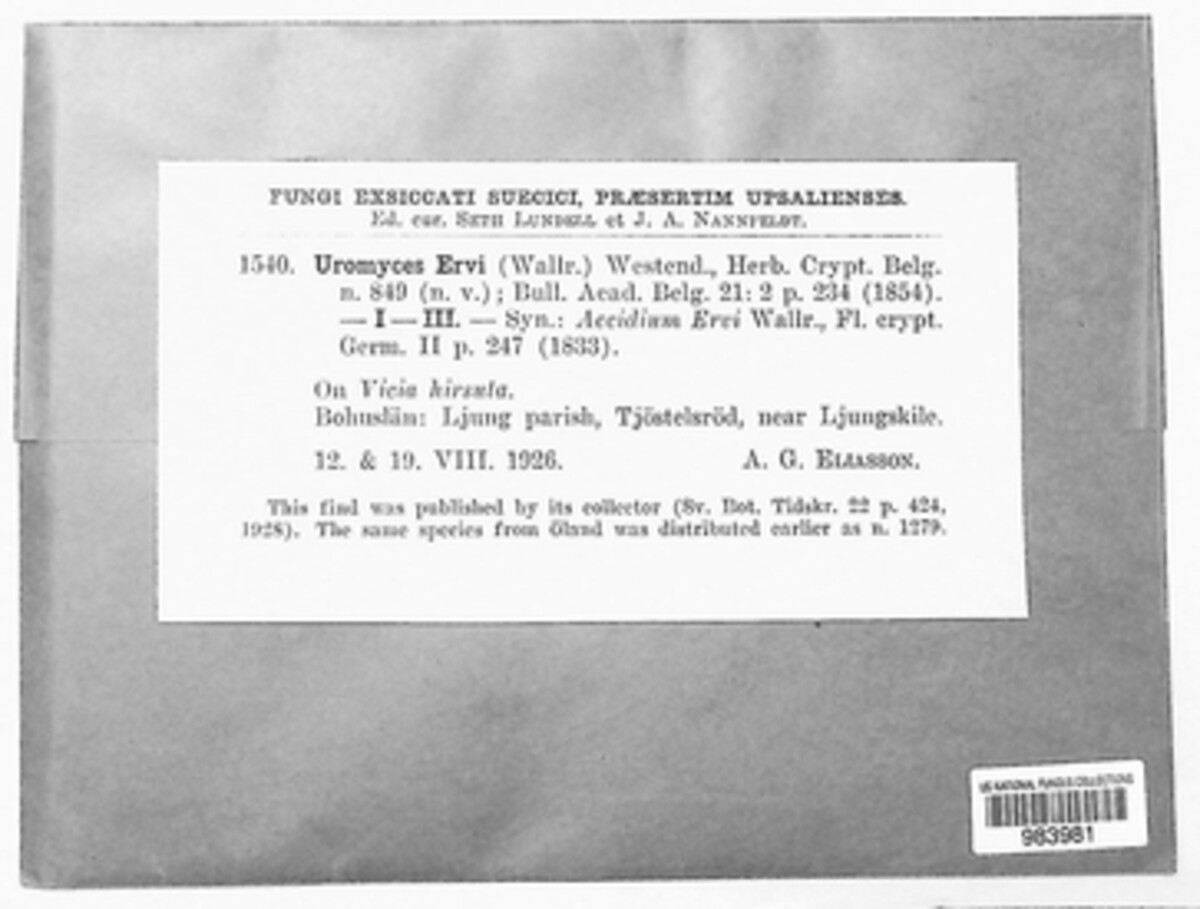 FUNGI EXSICCATI SUECICI, PRÆSERTIM UPSALIENSES.
Ed. cur. SETH LUNDELL et J. A. NANNFELDT.
1540. Uromyces Ervi (Wallr.) Westend., Herb. Crypt. Belg.
n. 849 (n. v.); Bull. Acad. Belg. 21: 2 p. 234 (1854).
— I—III. — Syn.: Aecidium Ervi Wallr., Fl. crypt.
Germ. II p. 247 (1833).
On Vicia hirsuta.
Bohuslän: Ljung parish, Tjöstelsröd, near Ljungskile.
12. & 19. VIII. 1926. A. G. ELIASSON.
This find was published by its collector (Sv. Bot. Tidskr. 22 p. 424,
1928). The same species from Öland was distributed earlier as n. 1279.
US NATIONAL FUNGUS COLLECTIONS
983981